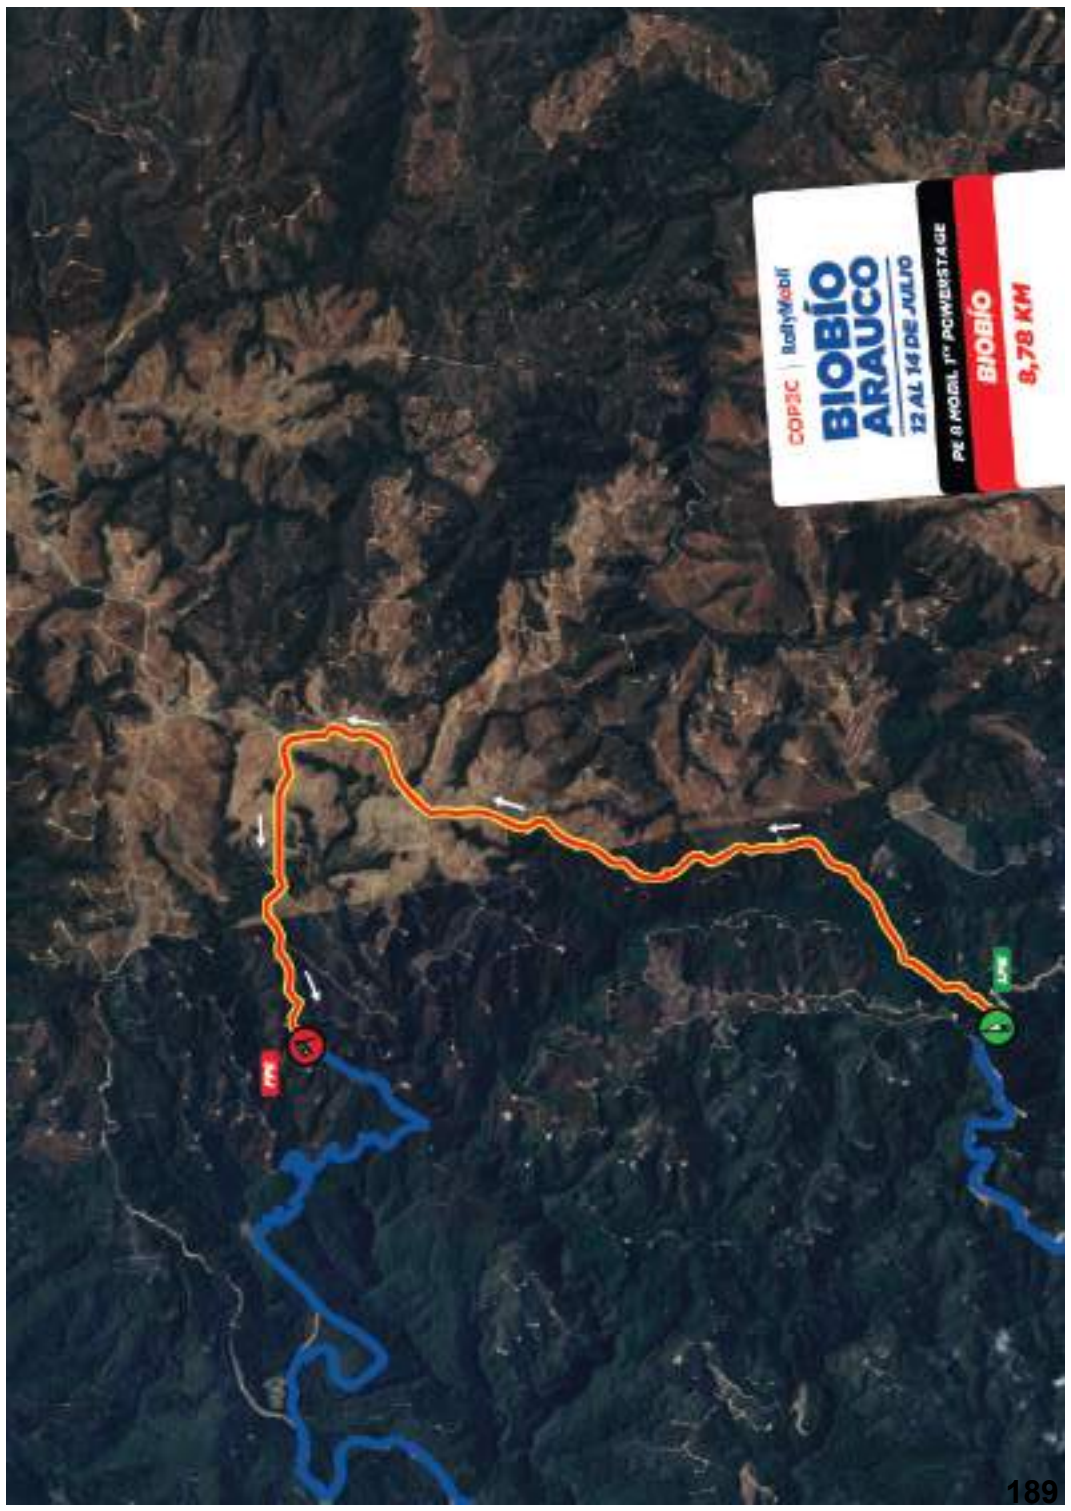 COPEC | RallyMobil
BIOBÍO
ARAUCO
12 AL 14 DE JULIO
PE 8 MOBIL 1™ POWERSTAGE
BIOBÍO
8,78 KM
189